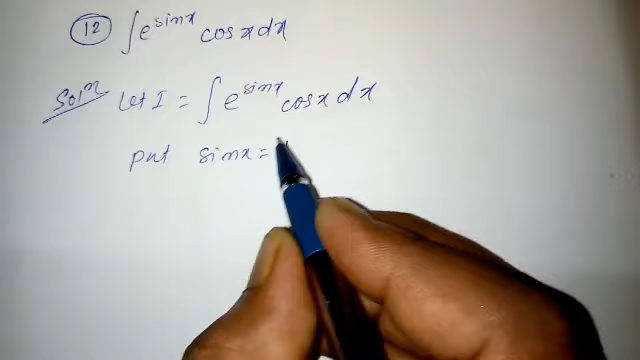 12 ∫e^sinx cosx dx
Solⁿ Let I = ∫e^sinx cosx dx
put sinx =